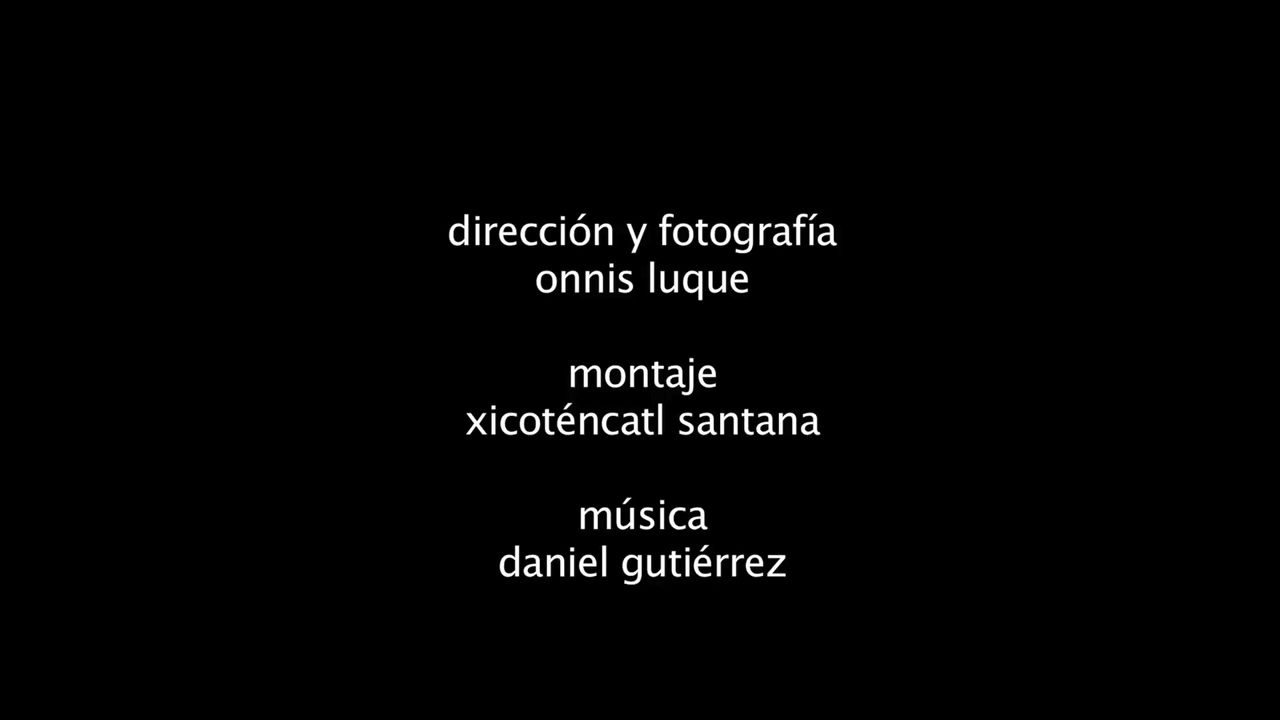 dirección y fotografía
onnis luque
montaje
xicoténcatl santana
música
daniel gutiérrez